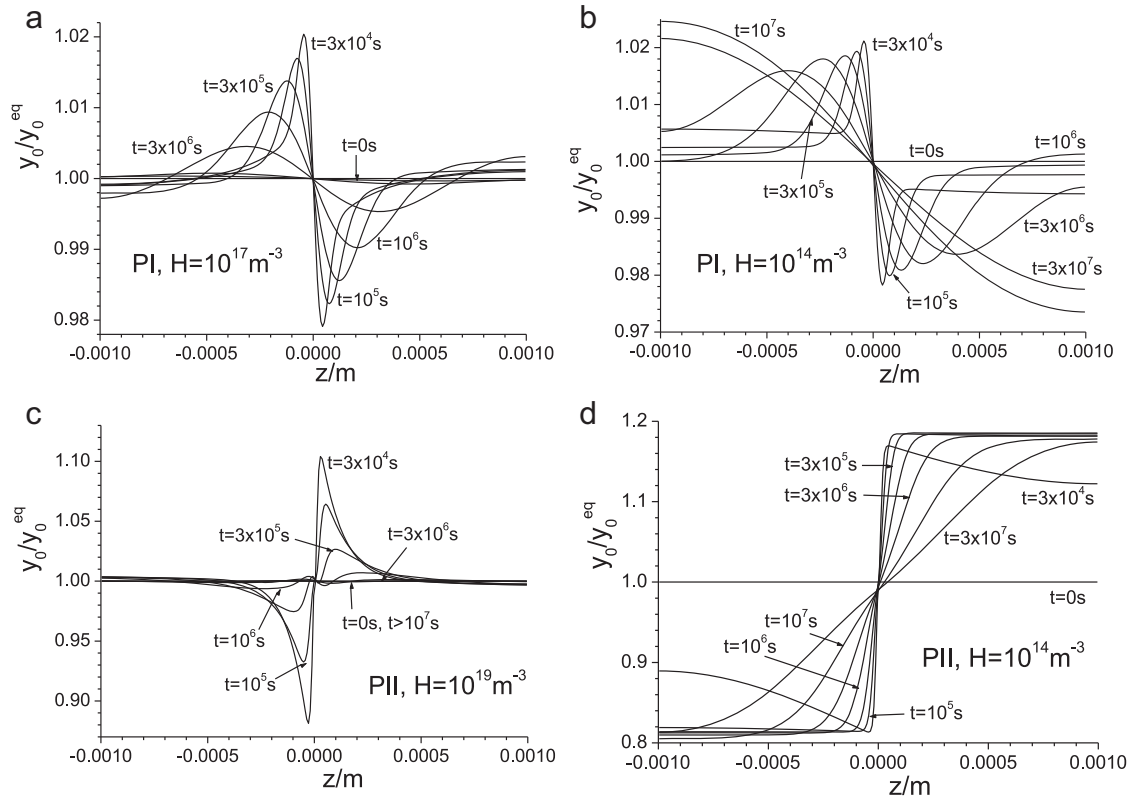 a
y₀/y₀ᵉᑫ
1.02
1.01
1.00
0.99
0.98
t=3x10⁴s
t=3x10⁵s
t=3x10⁶s
t=0s
t=10⁶s
t=10⁵s
PI, H=10¹⁷m⁻³
-0.0010 -0.0005 0.0000 0.0005 0.0010
z/m
b
y₀/y₀ᵉᑫ
1.02
1.01
1.00
0.99
0.98
0.97
t=10⁷s
t=3x10⁴s
t=0s
t=10⁶s
t=3x10⁵s
t=3x10⁶s
t=3x10⁷s
t=10⁵s
PI, H=10¹⁴m⁻³
-0.0010 -0.0005 0.0000 0.0005 0.0010
z/m
c
y₀/y₀ᵉᑫ
1.10
1.05
1.00
0.95
0.90
t=3x10⁴s
t=3x10⁵s
t=3x10⁶s
t=10⁶s
t=0s, t>10⁷s
t=10⁵s
PII, H=10¹⁹m⁻³
-0.0010 -0.0005 0.0000 0.0005 0.0010
z/m
d
y₀/y₀ᵉᑫ
1.2
1.1
1.0
0.9
0.8
t=3x10⁵s
t=3x10⁶s
t=3x10⁴s
t=3x10⁷s
t=0s
t=10⁷s
t=10⁶s
t=10⁵s
PII, H=10¹⁴m⁻³
-0.0010 -0.0005 0.0000 0.0005 0.0010
z/m